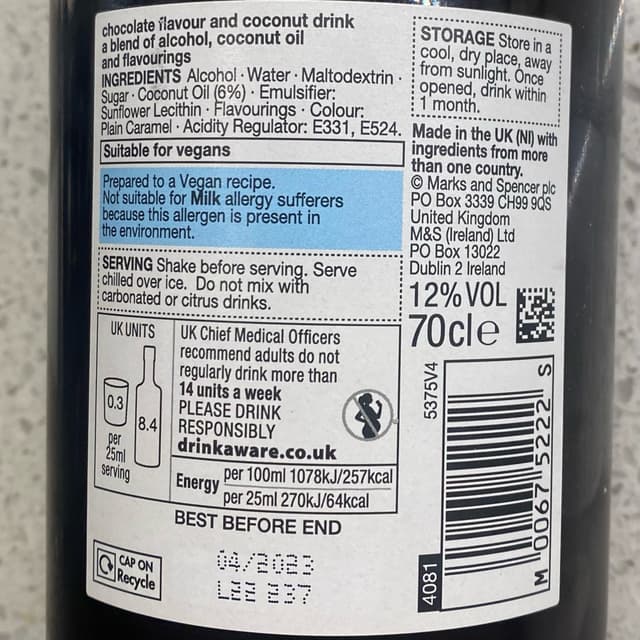 chocolate flavour and coconut drink
a blend of alcohol, coconut oil
and flavourings
INGREDIENTS Alcohol · Water · Maltodextrin ·
Sugar · Coconut Oil (6%) · Emulsifier:
Sunflower Lecithin · Flavourings · Colour:
Plain Caramel · Acidity Regulator: E331, E524.
Suitable for vegans
Prepared to a Vegan recipe.
Not suitable for Milk allergy sufferers
because this allergen is present in
the environment.
SERVING Shake before serving. Serve
chilled over ice. Do not mix with
carbonated or citrus drinks.
UK UNITS
0.3
8.4
per
25ml
serving
UK Chief Medical Officers
recommend adults do not
regularly drink more than
14 units a week
PLEASE DRINK
RESPONSIBLY
drinkaware.co.uk
Energy
per 100ml 1078kJ/257kcal
per 25ml 270kJ/64kcal
BEST BEFORE END
04/2023
CAP ON
Recycle
STORAGE Store in a
cool, dry place, away
from sunlight. Once
opened, drink within
1 month.
Made in the UK (NI) with
ingredients from more
than one country.
© Marks and Spencer plc
PO Box 3339 CH99 9QS
United Kingdom
M&S (Ireland) Ltd
PO Box 13022
Dublin 2 Ireland
12% VOL
70cl e
5375V4
4081
M 00675222 S